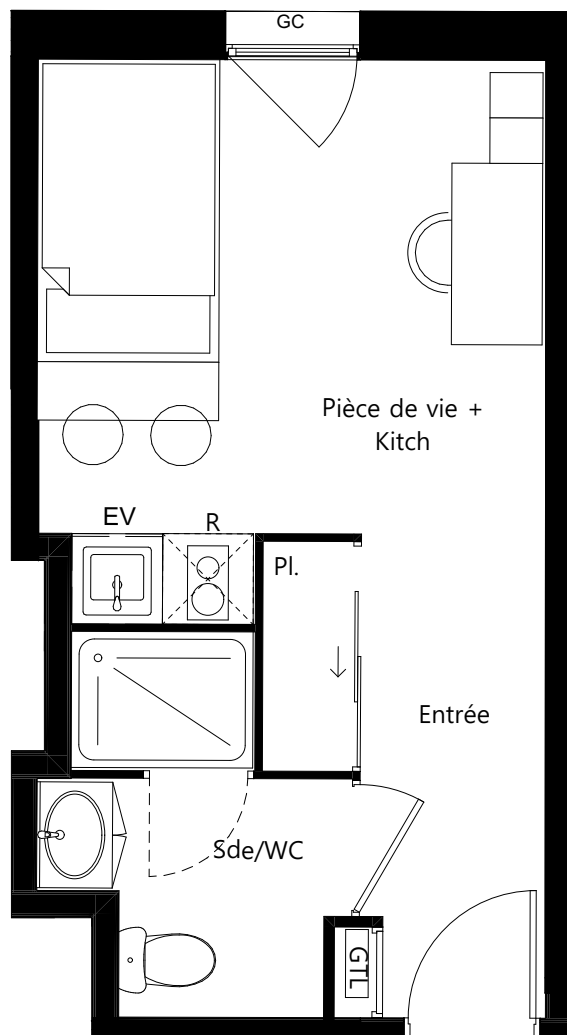 GC
Pièce de vie +
Kitch
EV
R
Pl.
Entrée
Sde/WC
GTL